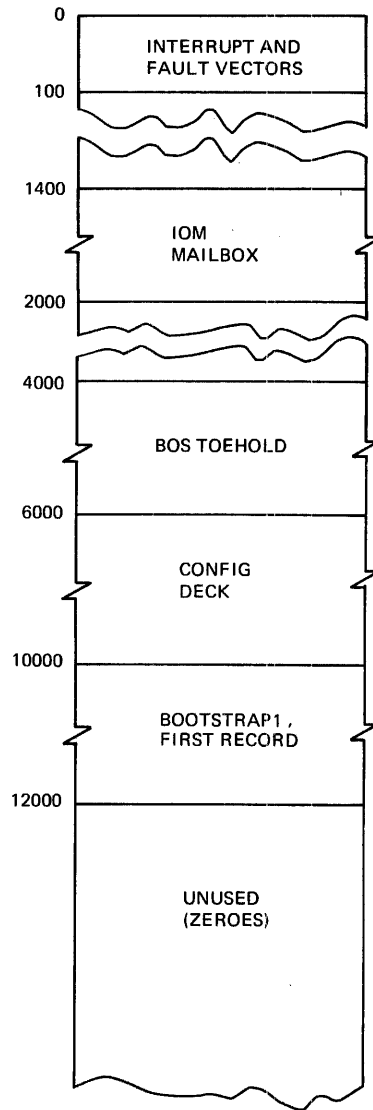 0
INTERRUPT AND
FAULT VECTORS
100
1400
IOM
MAILBOX
2000
4000
BOS TOEHOLD
6000
CONFIG
DECK
10000
BOOTSTRAP1,
FIRST RECORD
12000
UNUSED
(ZEROES)